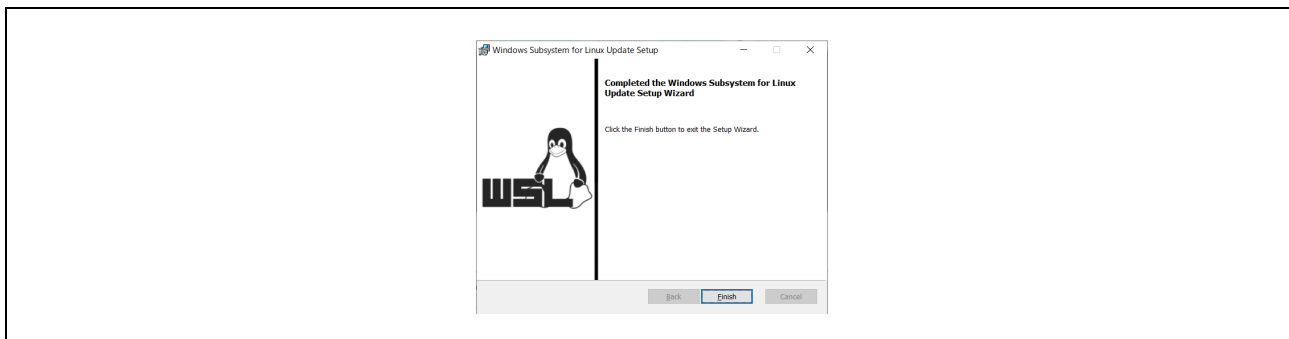 Windows Subsystem for Linux Update Setup
Completed the Windows Subsystem for Linux
Update Setup Wizard
Click the Finish button to exit the Setup Wizard.
WSL
Back Finish Cancel